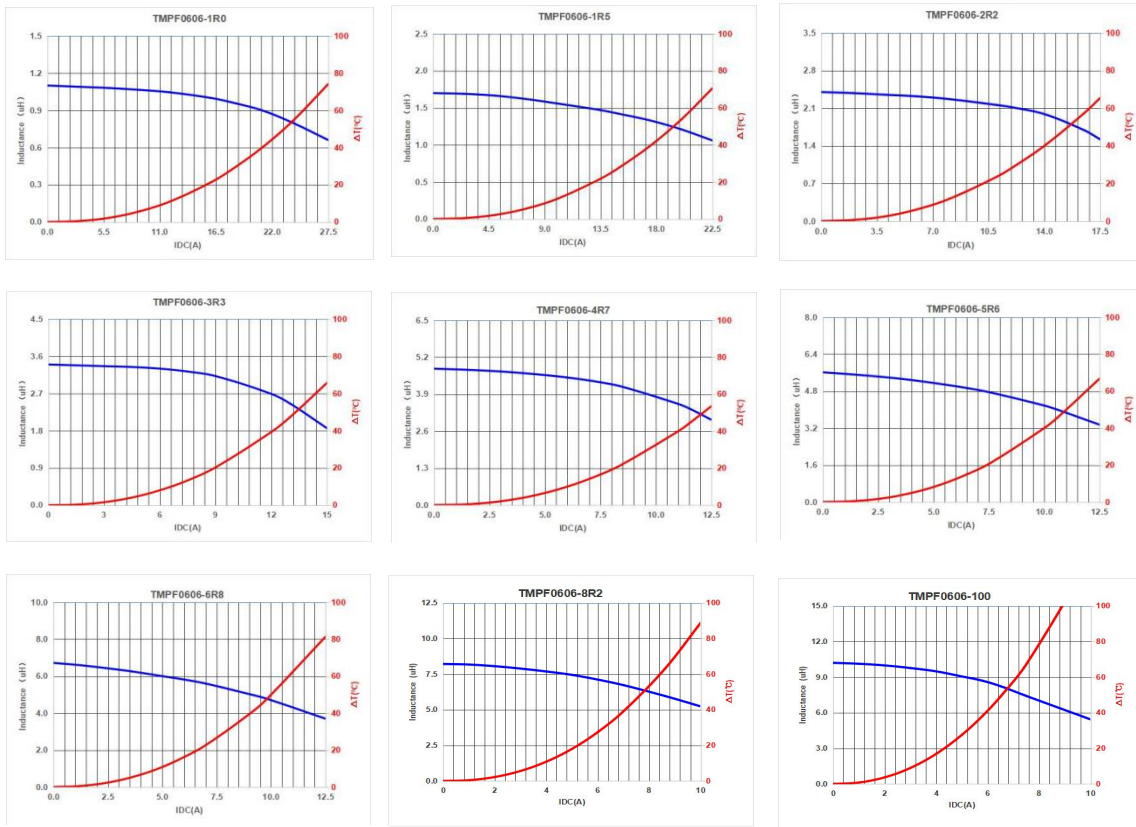 TMPF0606-1R0
1.5
1.2
0.9
0.6
0.3
0.0
Inductance（uH）
100
80
60
40
20
0
ΔT(℃)
0.0 5.5 11.0 16.5 22.0 27.5
IDC(A)
TMPF0606-1R5
2.5
2.0
1.5
1.0
0.5
0.0
Inductance（uH）
100
80
60
40
20
0
ΔT(℃)
0.0 4.5 9.0 13.5 18.0 22.5
IDC(A)
TMPF0606-2R2
3.5
2.8
2.1
1.4
0.7
0.0
Inductance（uH）
100
80
60
40
20
0
ΔT(℃)
0.0 3.5 7.0 10.5 14.0 17.5
IDC(A)
TMPF0606-3R3
4.5
3.6
2.7
1.8
0.9
0.0
Inductance（uH）
100
80
60
40
20
0
ΔT(℃)
0 3 6 9 12 15
IDC(A)
TMPF0606-4R7
6.5
5.2
3.9
2.6
1.3
0.0
Inductance（uH）
100
80
60
40
20
0
ΔT(℃)
0.0 2.5 5.0 7.5 10.0 12.5
IDC(A)
TMPF0606-5R6
8.0
6.4
4.8
3.2
1.6
0.0
Inductance（uH）
100
80
60
40
20
0
ΔT(℃)
0.0 2.5 5.0 7.5 10.0 12.5
IDC(A)
TMPF0606-6R8
10.0
8.0
6.0
4.0
2.0
0.0
Inductance（uH）
100
80
60
40
20
0
ΔT(℃)
0.0 2.5 5.0 7.5 10.0 12.5
IDC(A)
TMPF0606-8R2
12.5
10.0
7.5
5.0
2.5
0.0
Inductance (uH)
100
80
60
40
20
0
ΔT(℃)
0 2 4 6 8 10
IDC(A)
TMPF0606-100
15.0
12.0
9.0
6.0
3.0
0.0
Inductance (uH)
100
80
60
40
20
0
ΔT(℃)
0 2 4 6 8 10
IDC(A)